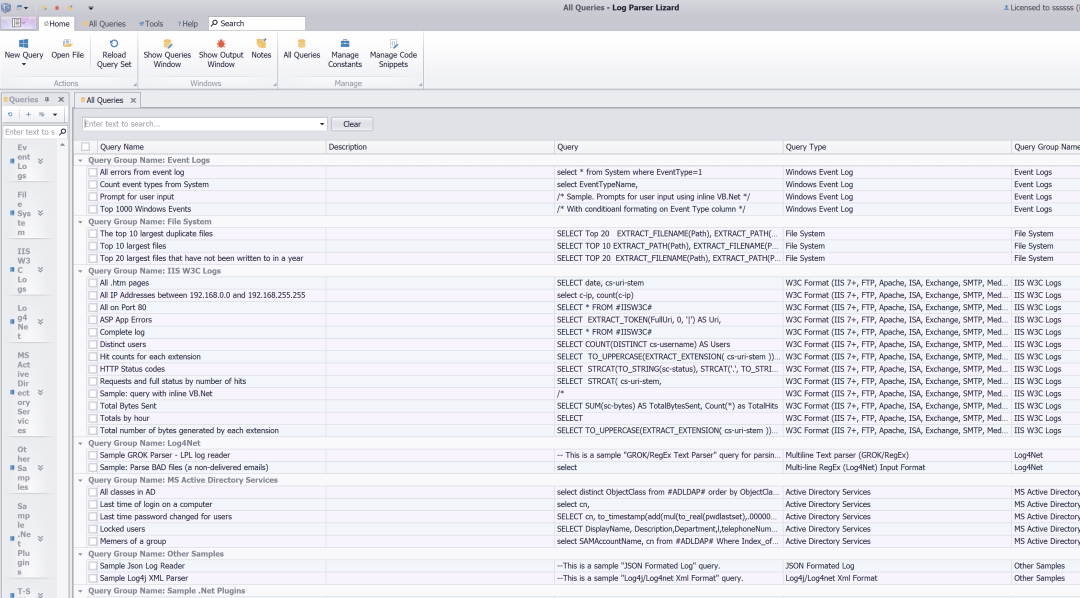 All Queries - Log Parser Lizard
Licensed to ssssss (
Home All Queries Tools ? Help Search
New Query Open File Reload Query Set Show Queries Window Show Output Window Notes All Queries Manage Constants Manage Code Snippets
Actions Windows Manage
Queries
All Queries
Enter text to s
Enter text to search... Clear
Query Name Description Query Query Type Query Group Name
Query Group Name: Event Logs
All errors from event log select * from System where EventType=1 Windows Event Log Event Logs
Count event types from System select EventTypeName, Windows Event Log Event Logs
Prompt for user input /* Sample. Prompts for user input using inline VB.Net */ Windows Event Log Event Logs
Top 1000 Windows Events /* With conditioanl formating on Event Type column */ Windows Event Log Event Logs
Query Group Name: File System
The top 10 largest duplicate files SELECT Top 20 EXTRACT_FILENAME(Path), EXTRACT_PATH(... File System File System
Top 10 largest files SELECT TOP 10 EXTRACT_PATH(Path), EXTRACT_FILENAME(P... File System File System
Top 20 largest files that have not been written to in a year SELECT TOP 20 EXTRACT_FILENAME(Path), EXTRACT_PATH(P... File System File System
Query Group Name: IIS W3C Logs
All .htm pages SELECT date, cs-uri-stem W3C Format (IIS 7+, FTP, Apache, ISA, Exchange, SMTP, Med... IIS W3C Logs
All IP Addresses between 192.168.0.0 and 192.168.255.255 select c-ip, count(c-ip) W3C Format (IIS 7+, FTP, Apache, ISA, Exchange, SMTP, Med... IIS W3C Logs
All on Port 80 SELECT * FROM #IISW3C# W3C Format (IIS 7+, FTP, Apache, ISA, Exchange, SMTP, Med... IIS W3C Logs
ASP App Errors SELECT EXTRACT_TOKEN(FullUri, 0, '|') AS Uri, W3C Format (IIS 7+, FTP, Apache, ISA, Exchange, SMTP, Med... IIS W3C Logs
Complete log SELECT * FROM #IISW3C# W3C Format (IIS 7+, FTP, Apache, ISA, Exchange, SMTP, Med... IIS W3C Logs
Distinct users SELECT COUNT(DISTINCT cs-username) AS Users W3C Format (IIS 7+, FTP, Apache, ISA, Exchange, SMTP, Med... IIS W3C Logs
Hit counts for each extension SELECT TO_UPPERCASE(EXTRACT_EXTENSION( cs-uri-stem ))... W3C Format (IIS 7+, FTP, Apache, ISA, Exchange, SMTP, Med... IIS W3C Logs
HTTP Status codes SELECT STRCAT(TO_STRING(sc-status), STRCAT('.', TO_STRI... W3C Format (IIS 7+, FTP, Apache, ISA, Exchange, SMTP, Med... IIS W3C Logs
Requests and full status by number of hits SELECT STRCAT( cs-uri-stem, W3C Format (IIS 7+, FTP, Apache, ISA, Exchange, SMTP, Med... IIS W3C Logs
Sample: query with inline VB.Net /* W3C Format (IIS 7+, FTP, Apache, ISA, Exchange, SMTP, Med... IIS W3C Logs
Total Bytes Sent SELECT SUM(sc-bytes) AS TotalBytesSent, Count(*) as TotalHits W3C Format (IIS 7+, FTP, Apache, ISA, Exchange, SMTP, Med... IIS W3C Logs
Totals by hour SELECT W3C Format (IIS 7+, FTP, Apache, ISA, Exchange, SMTP, Med... IIS W3C Logs
Total number of bytes generated by each extension SELECT TO_UPPERCASE(EXTRACT_EXTENSION( cs-uri-stem ))... W3C Format (IIS 7+, FTP, Apache, ISA, Exchange, SMTP, Med... IIS W3C Logs
Query Group Name: Log4Net
Sample GROK Parser - LPL log reader -- This is a sample "GROK/RegEx Text Parser" query for parsin... Multiline Text parser (GROK/RegEx) Log4Net
Sample: Parse BAD files (a non-delivered emails) select Multi-line RegEx (Log4Net) Input Format Log4Net
Query Group Name: MS Active Directory Services
All classes in AD select distinct ObjectClass from #ADLDAP# order by ObjectCla... Active Directory Services MS Active Directory
Last time of login on a computer select cn, Active Directory Services MS Active Directory
Last time password changed for users SELECT cn, to_timestamp(add(mul(to_real(pwdlastset),.00000... Active Directory Services MS Active Directory
Locked users SELECT DisplayName, Description,Department,l,telephoneNum... Active Directory Services MS Active Directory
Memers of a group select SAMAccountName, cn from #ADLDAP# Where Index_of... Active Directory Services MS Active Directory
Query Group Name: Other Samples
Sample Json Log Reader --This is a sample "JSON Formated Log" query. JSON Formated Log Other Samples
Sample Log4j XML Parser --This is a sample "Log4j/Log4net Xml Format" query. Log4j/Log4net Xml Format Other Samples
Query Group Name: Sample .Net Plugins
Ev
ent
Lo
gs
Fil
e
Sys
te
m
IIS
W3
C
Lo
gs
Lo
g4
Ne
t
MS
Act
ive
Dir
ect
ory
Ser
vic
es
Ot
her
Sa
mp
les
Sa
mp
le
.Ne
t
Plu
gin
s
T-S